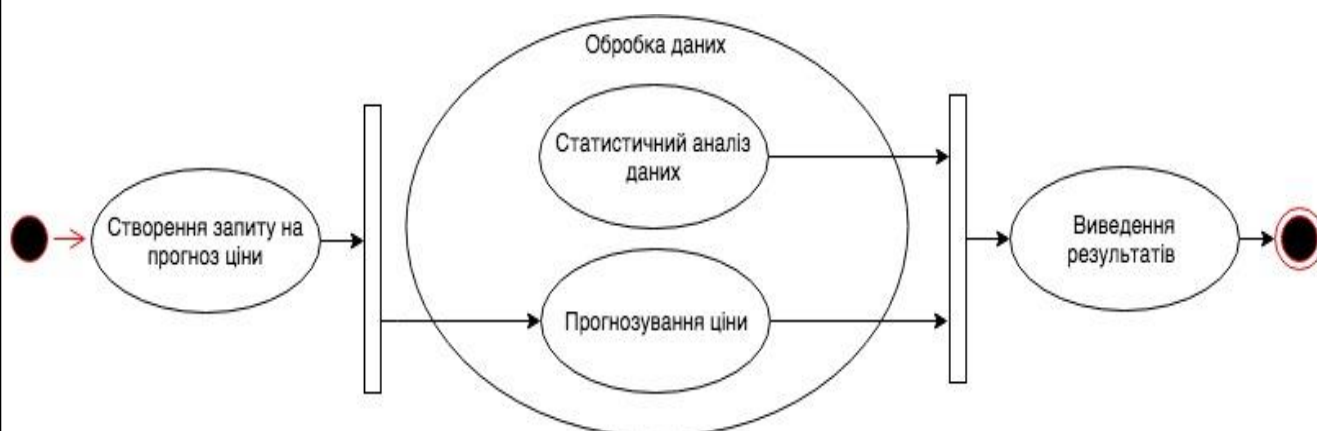 Обробка даних
Статистичний аналіз
даних
Створення запиту на
прогноз ціни
Прогнозування ціни
Виведення
результатів